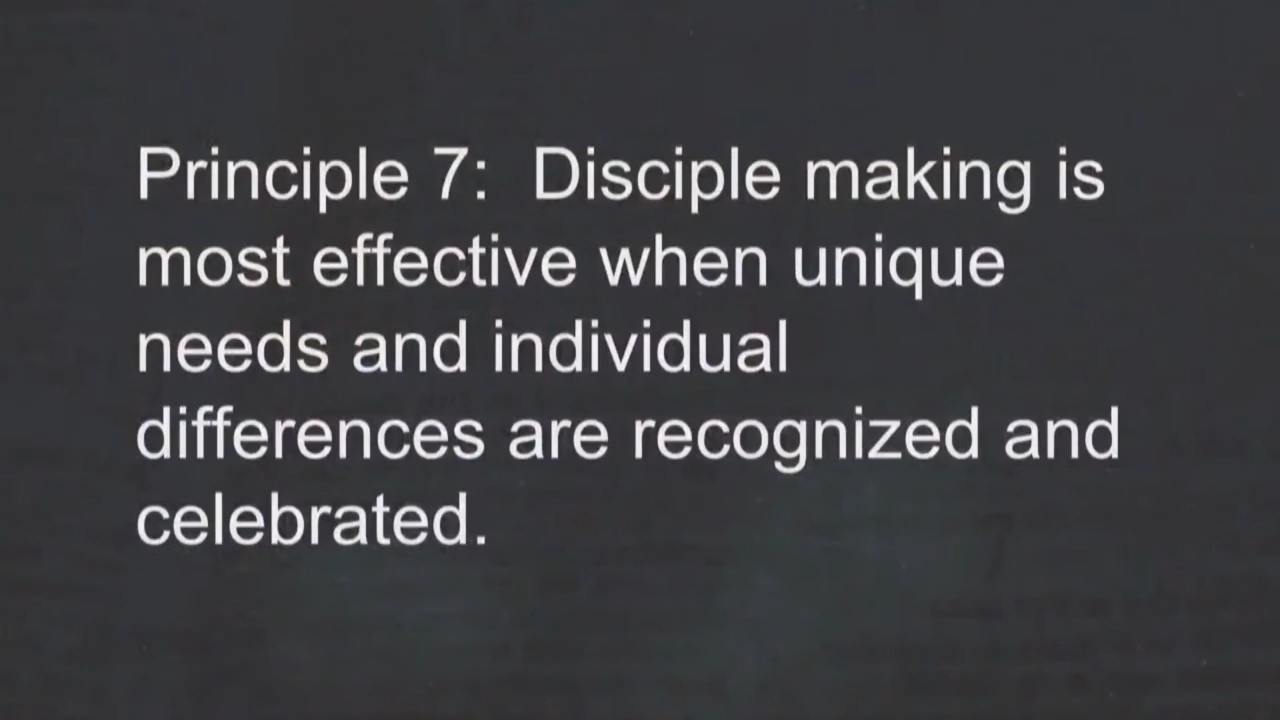 Principle 7:  Disciple making is
most effective when unique
needs and individual
differences are recognized and
celebrated.